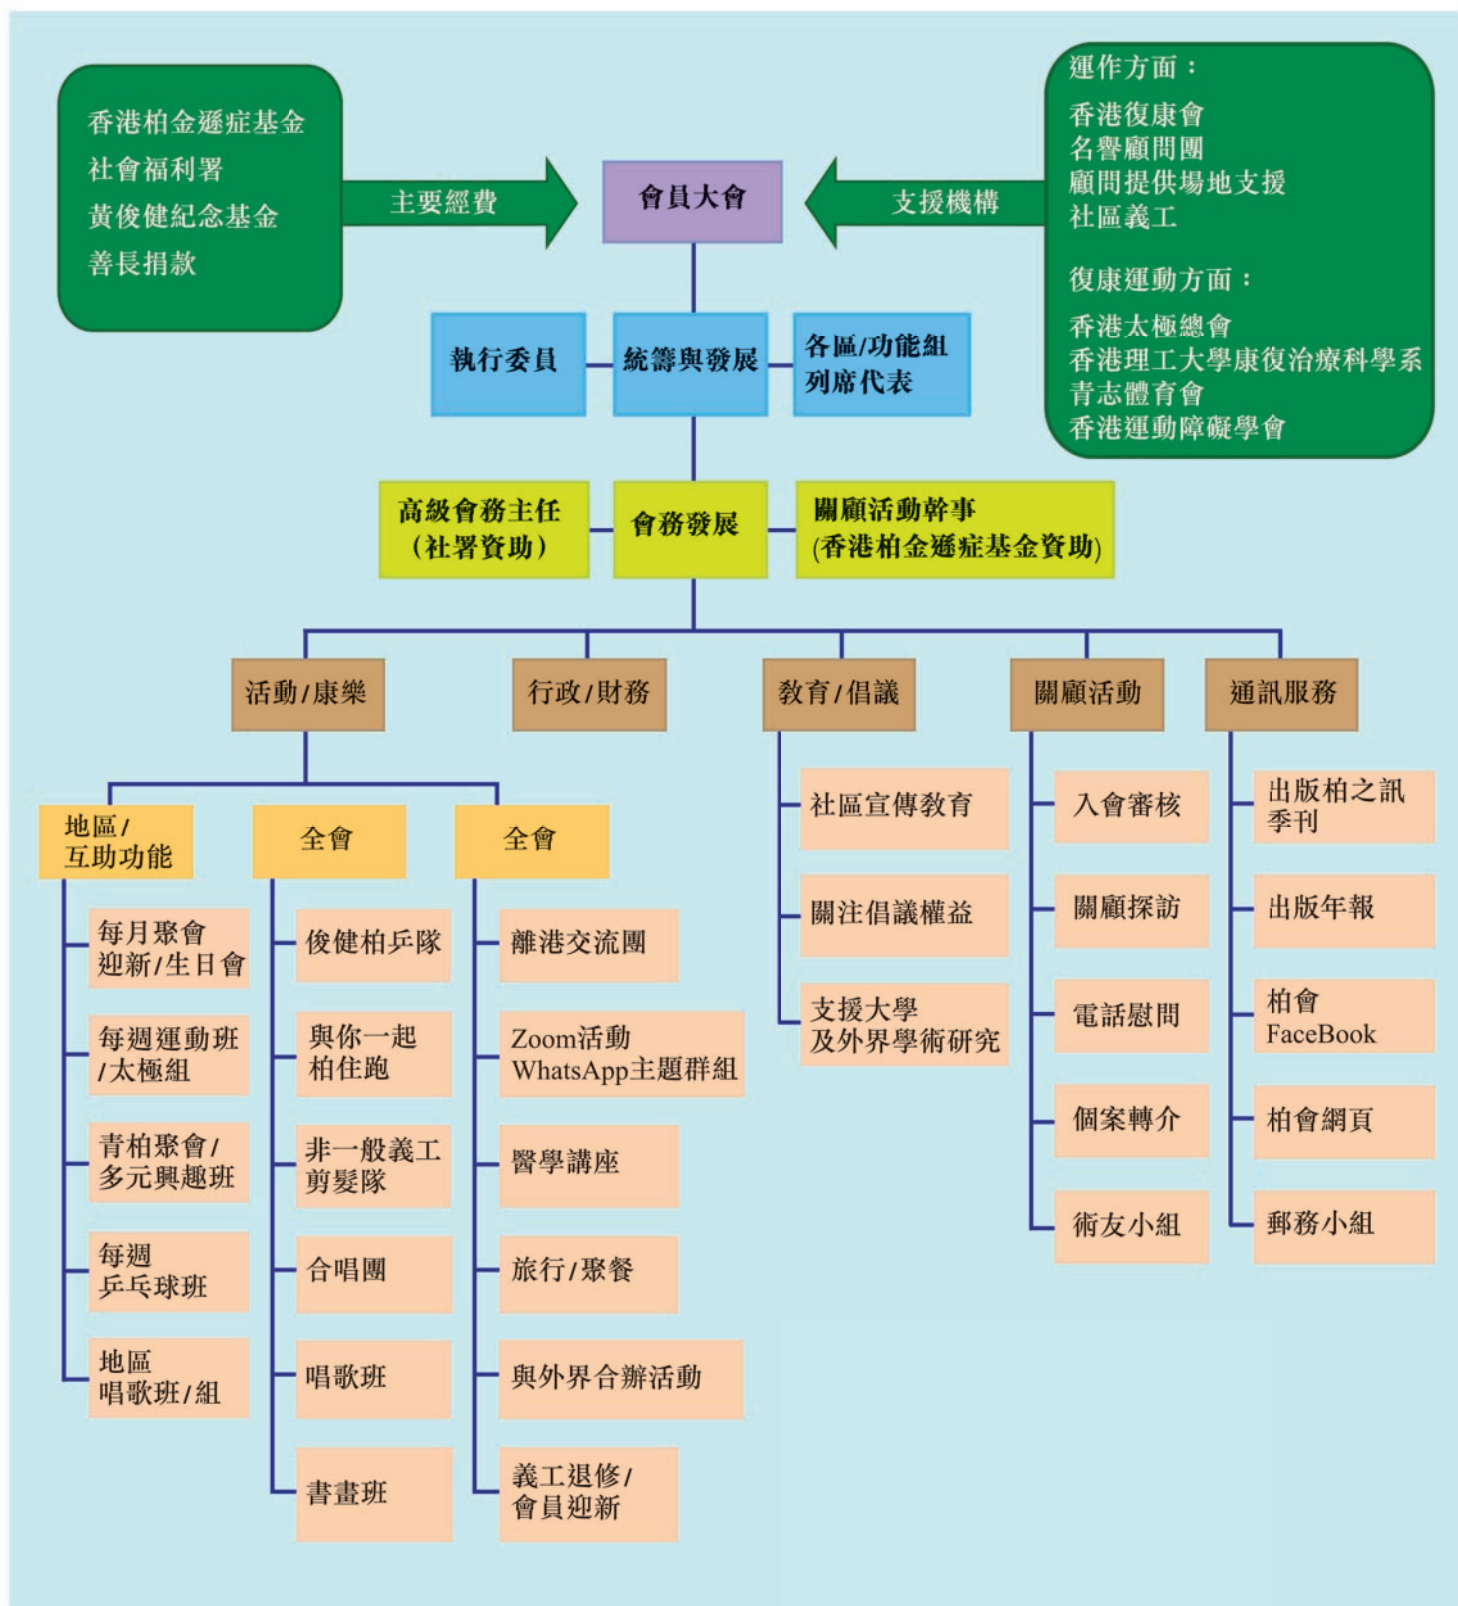 香港柏金遜症基金
社會福利署
黃俊健紀念基金
善長捐款
主要經費
會員大會
支援機構
運作方面：
香港復康會
名譽顧問團
顧問提供場地支援
社區義工
復康運動方面：
香港太極總會
香港理工大學康復治療科學系
青志體育會
香港運動障礙學會
執行委員
統籌與發展
各區/功能組
列席代表
高級會務主任
（社署資助）
會務發展
關顧活動幹事
(香港柏金遜症基金資助)
活動/康樂
行政/財務
教育/倡議
關顧活動
通訊服務
地區/
互助功能
每月聚會
迎新/生日會
每週運動班
/太極組
青柏聚會/
多元興趣班
每週
乒乓球班
地區
唱歌班/組
全會
俊健柏乒隊
與你一起
柏住跑
非一般義工
剪髮隊
合唱團
唱歌班
書畫班
全會
離港交流團
Zoom活動
WhatsApp主題群組
醫學講座
旅行/聚餐
與外界合辦活動
義工退修/
會員迎新
社區宣傳教育
關注倡議權益
支援大學
及外界學術研究
入會審核
關顧探訪
電話慰問
個案轉介
術友小組
出版柏之訊
季刊
出版年報
柏會
FaceBook
柏會網頁
郵務小組